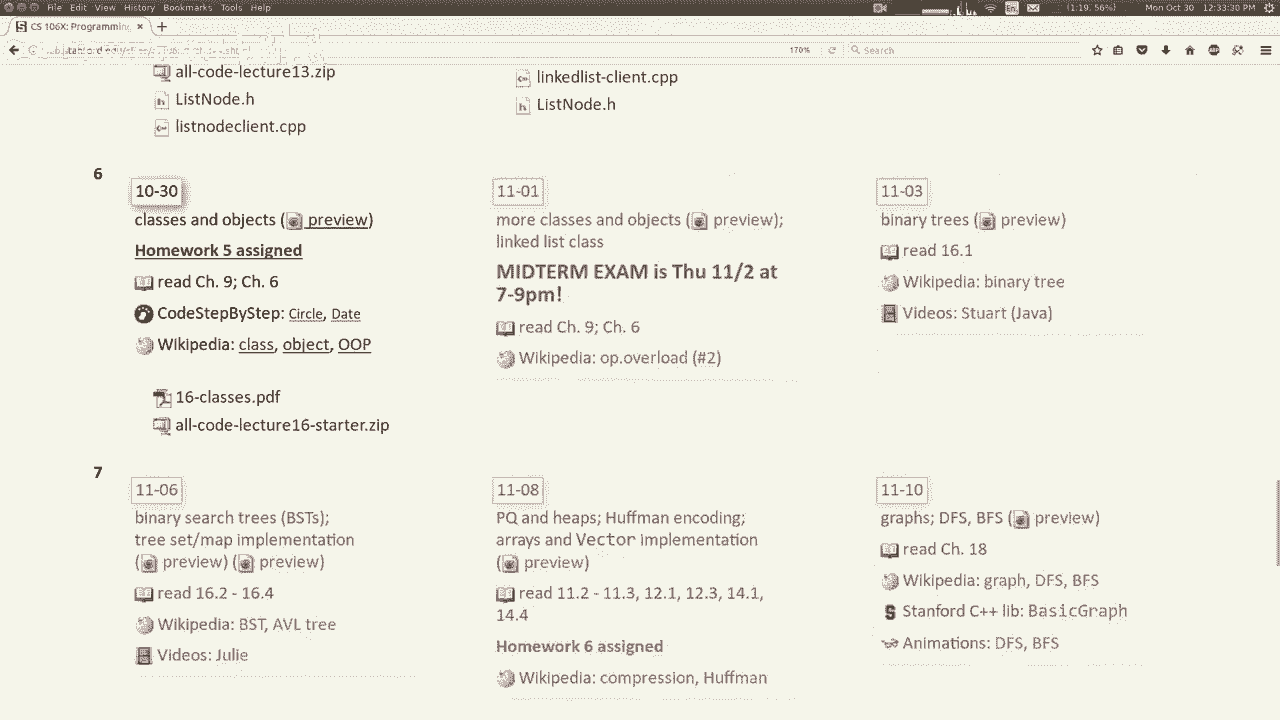 File Edit View History Bookmarks Tools Help
En
(1:19, 56%)
Mon Oct 30 12:33:30 PM
CS 106X: Programming
170%
Search
all-code-lecture13.zip
ListNode.h
listnodeclient.cpp
linkedlist-client.cpp
ListNode.h
6
10-30
classes and objects ( preview)
Homework 5 assigned
read Ch. 9; Ch. 6
CodeStepByStep: Circle, Date
Wikipedia: class, object, OOP
16-classes.pdf
all-code-lecture16-starter.zip
11-01
more classes and objects ( preview);
linked list class
MIDTERM EXAM is Thu 11/2 at
7-9pm!
read Ch. 9; Ch. 6
Wikipedia: op.overload (#2)
11-03
binary trees ( preview)
read 16.1
Wikipedia: binary tree
Videos: Stuart (Java)
7
11-06
binary search trees (BSTs);
tree set/map implementation
( preview) ( preview)
read 16.2 - 16.4
Wikipedia: BST, AVL tree
Videos: Julie
11-08
PQ and heaps; Huffman encoding;
arrays and Vector implementation
( preview)
read 11.2 - 11.3, 12.1, 12.3, 14.1,
14.4
Homework 6 assigned
Wikipedia: compression, Huffman
11-10
graphs; DFS, BFS ( preview)
read Ch. 18
Wikipedia: graph, DFS, BFS
Stanford C++ lib: BasicGraph
Animations: DFS, BFS